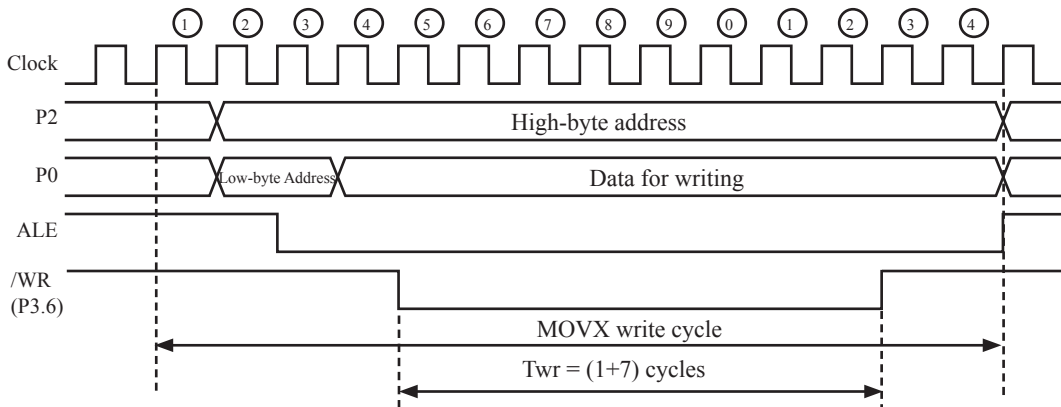 1 2 3 4 5 6 7 8 9 0 1 2 3 4
Clock
P2 High-byte address
P0 Low-byte Address Data for writing
ALE
/WR
(P3.6)
MOVX write cycle
Twr = (1+7) cycles